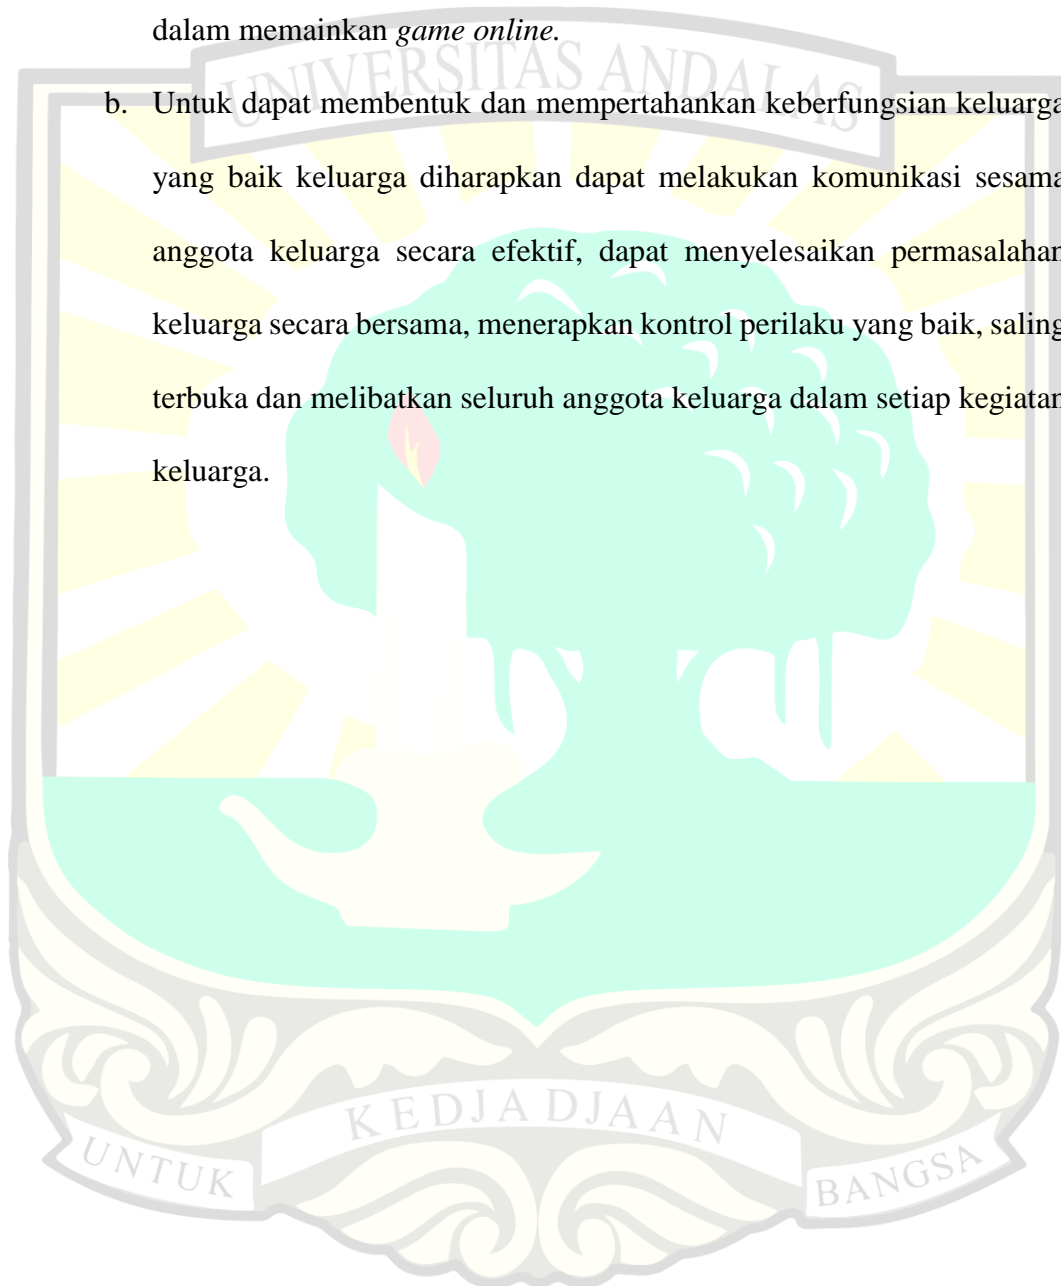 dalam memainkan game online.
UNIVERSITAS ANDALAS
b. Untuk dapat membentuk dan mempertahankan keberfungsian keluarga
yang baik keluarga diharapkan dapat melakukan komunikasi sesama
anggota keluarga secara efektif, dapat menyelesaikan permasalahan
keluarga secara bersama, menerapkan kontrol perilaku yang baik, saling
terbuka dan melibatkan seluruh anggota keluarga dalam setiap kegiatan
keluarga.
UNTUK KEDJADJAAN BANGSA